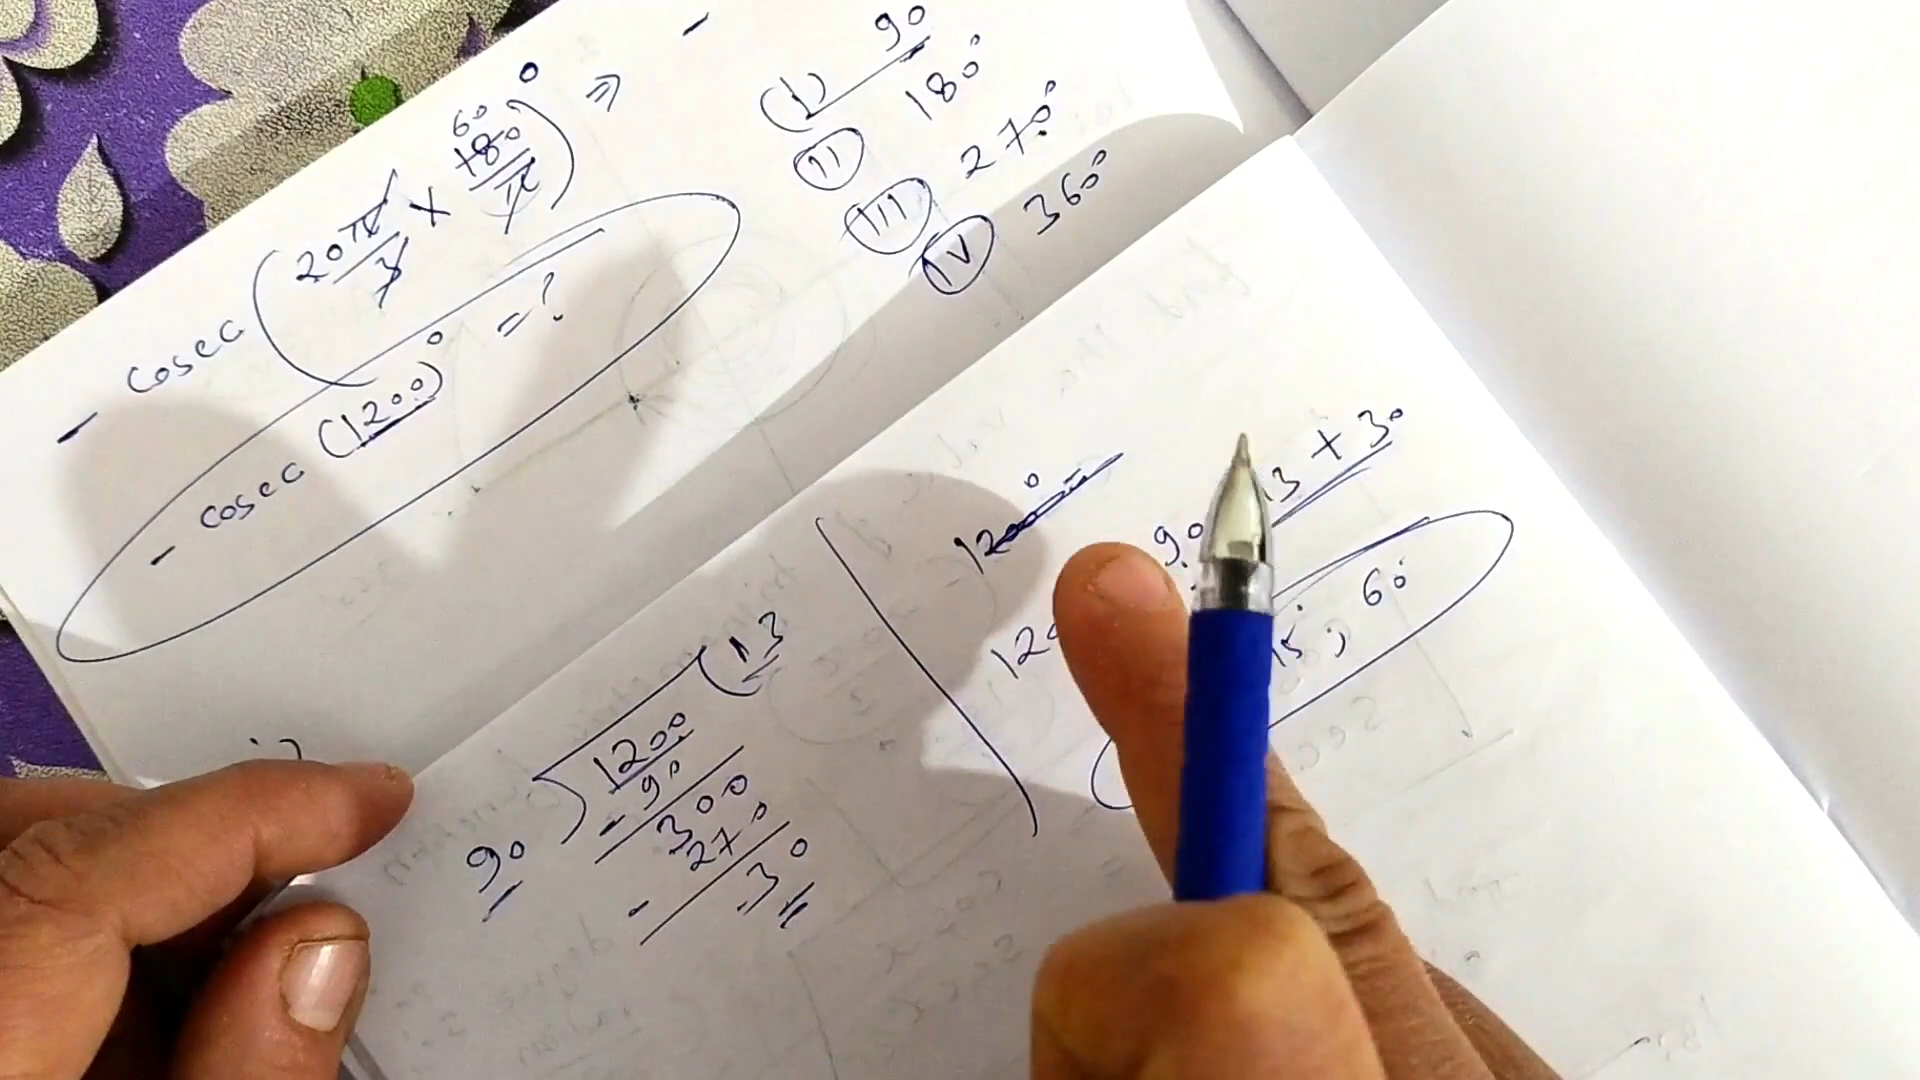 - cosec (20π/3 × 180/π)° ⇒ -
60
- cosec (1200)° = ?
(I) 90
(II) 180°
(III) 270°
(IV) 360°
90 ) 1200 ( 13
- 90
300
- 270
30
1200° =
90 13 + 30
120 15°, 60°